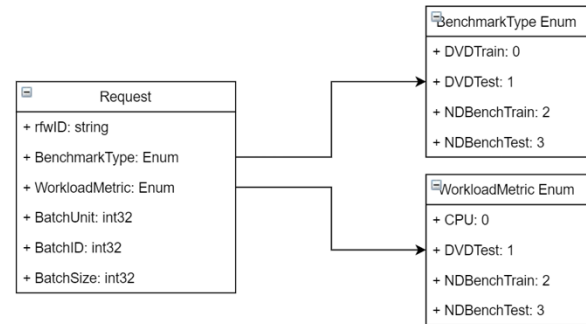 Request
+ rfwID: string
+ BenchmarkType: Enum
+ WorkloadMetric: Enum
+ BatchUnit: int32
+ BatchID: int32
+ BatchSize: int32
BenchmarkType Enum
+ DVDTrain: 0
+ DVDTest: 1
+ NDBenchTrain: 2
+ NDBenchTest: 3
WorkloadMetric Enum
+ CPU: 0
+ DVDTest: 1
+ NDBenchTrain: 2
+ NDBenchTest: 3